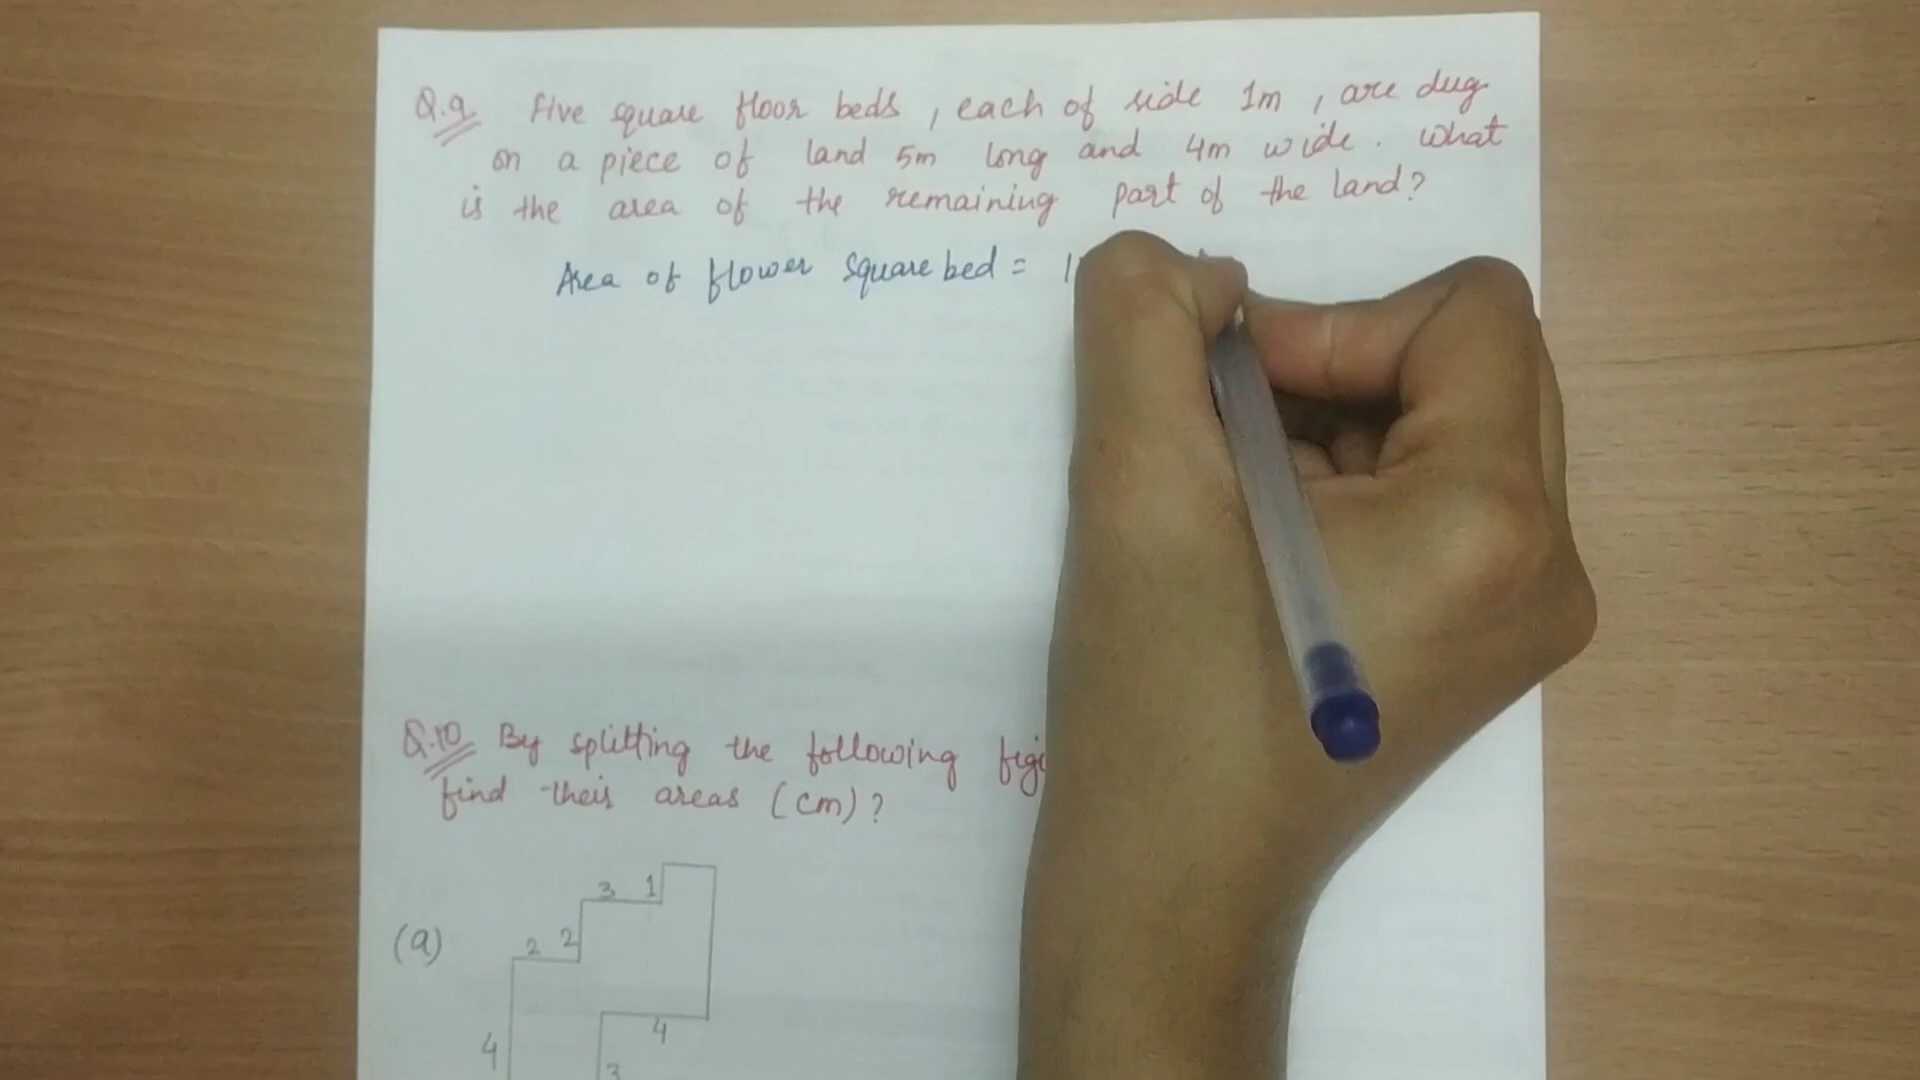 Q.9 Five square floor beds, each of side 1m, are dug
on a piece of land 5m long and 4m wide. What
is the area of the remaining part of the land?
Area of flower square bed =
Q.10 By splitting the following
find their areas (cm)?
(a)
3 1
2 2
4
4
3